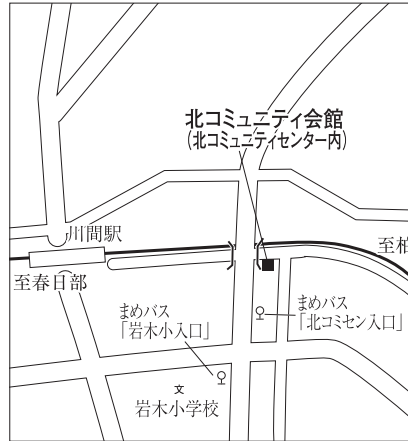 北コミュニティ会館
(北コミュニティセンター内)
川間駅
至柏
至春日部
まめバス
「岩木小入口」
まめバス
「北コミセン入口」
文
岩木小学校